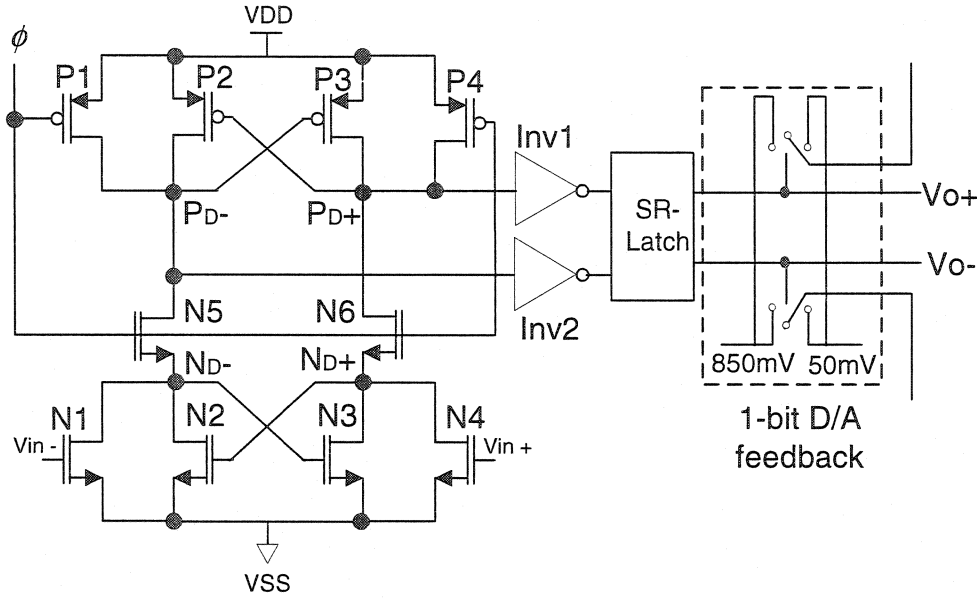 VDD
ϕ
P1
P2
P3
P4
Inv1
PD-
PD+
SR-
Latch
Vo+
Vo-
N5
N6
Inv2
ND-
ND+
850mV
50mV
N1
N2
N3
N4
Vin -
Vin +
1-bit D/A
feedback
VSS